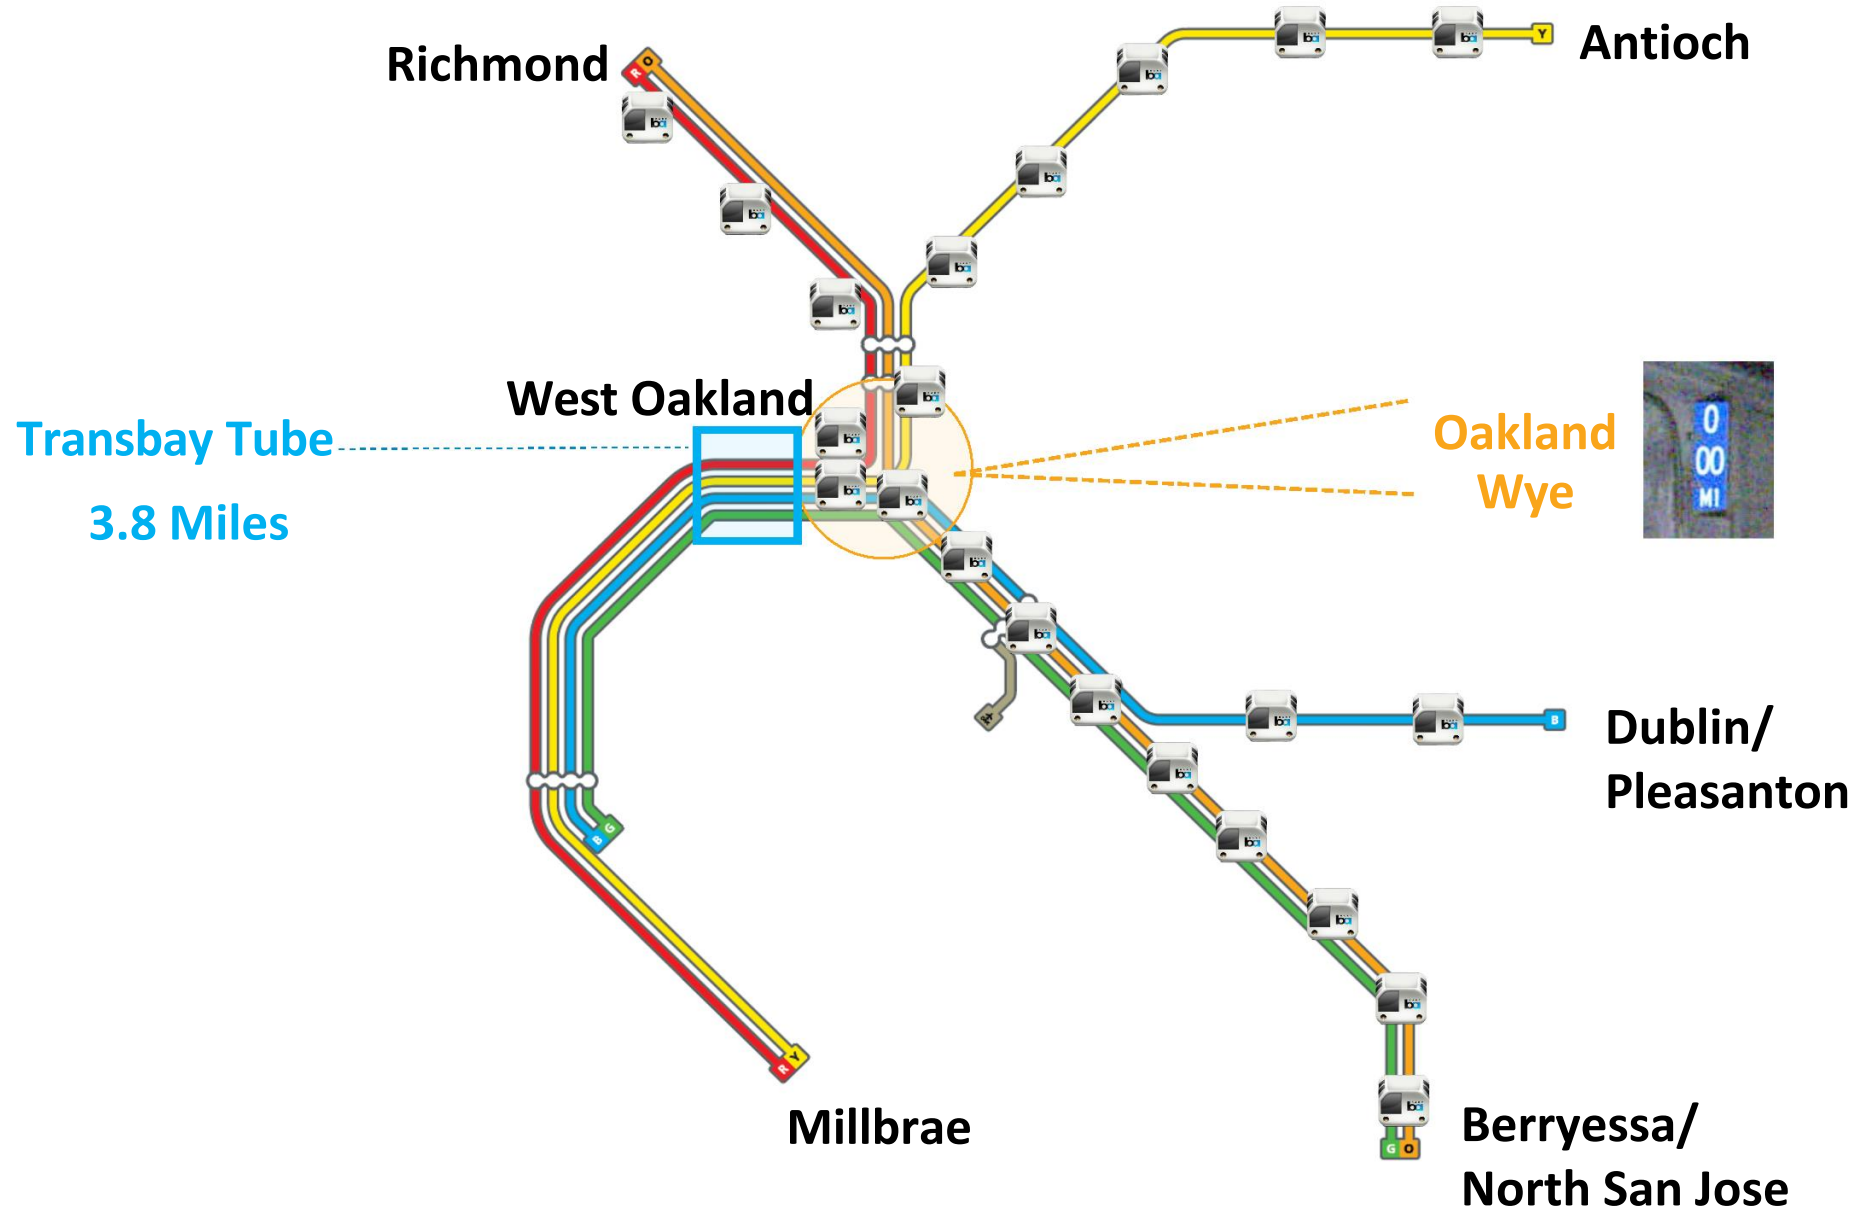 Richmond
R
O
Y
Antioch
West Oakland
Transbay Tube
3.8 Miles
Oakland
Wye
0
00
MI
B
Dublin/
Pleasanton
B
G
R
Y
Millbrae
G
O
Berryessa/
North San Jose